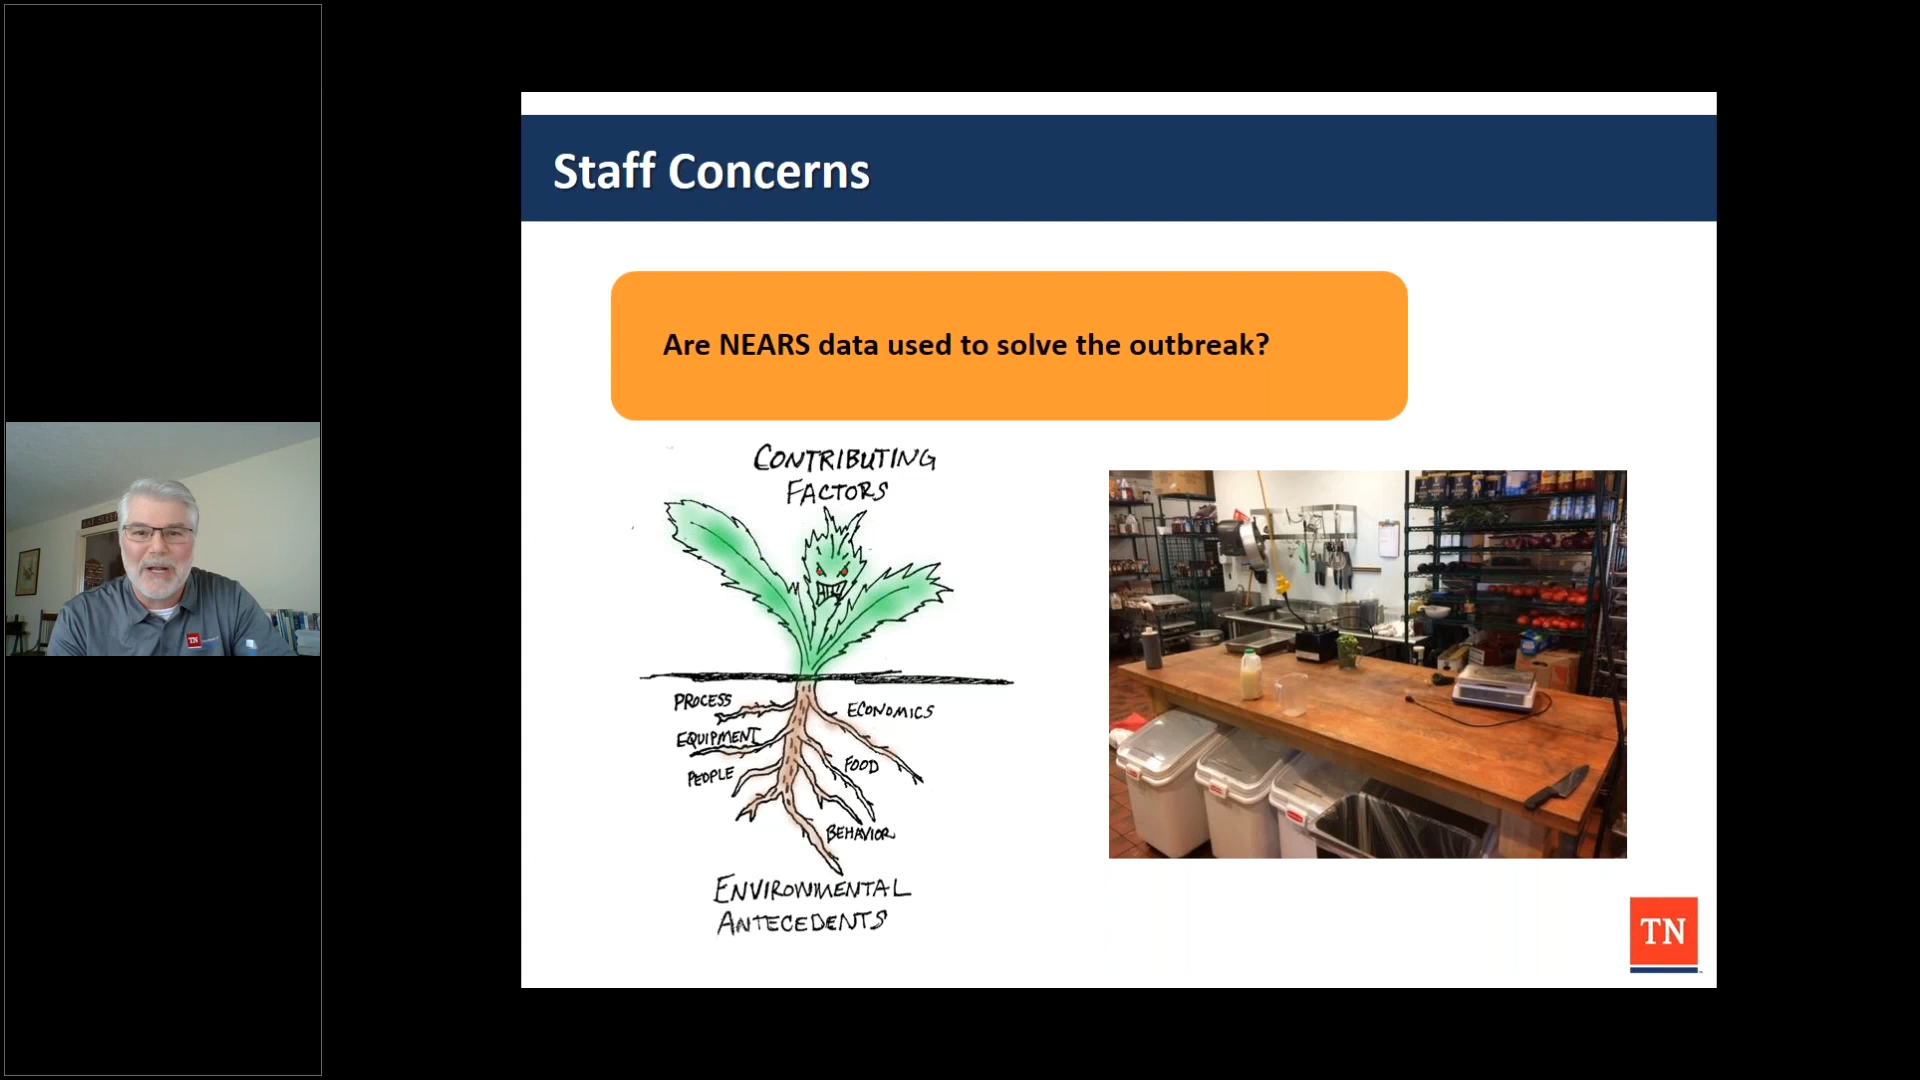 Staff Concerns
Are NEARS data used to solve the outbreak?
CONTRIBUTING
FACTORS
PROCESS
ECONOMICS
EQUIPMENT
FOOD
PEOPLE
BEHAVIOR
ENVIRONMENTAL
ANTECEDENTS
TN
TN